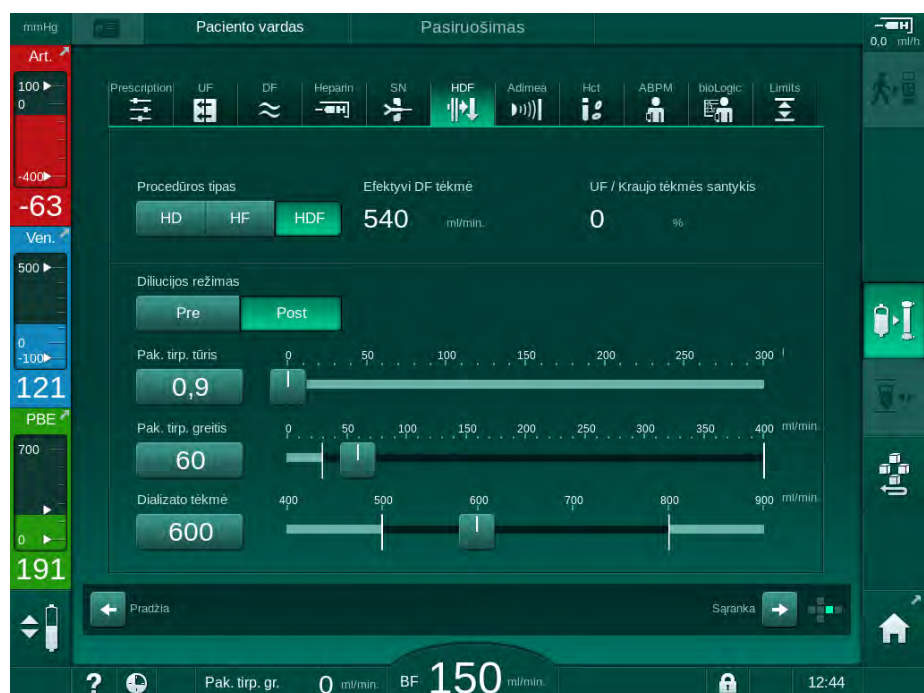 mmHg Paciento vardas Pasiruošimas
0,0 ml/h
Art.
100
0
-400
-63
Ven.
500
0
-100
121
PBE
700
0
191
Prescription UF DF Heparin SN HDF Adimea Hct ABPM bioLogic Limits
Procedūros tipas Efektyvi DF tėkmė UF / Kraujo tėkmės santykis
HD HF HDF 540 ml/min. 0 %
Diliucijos režimas
Pre Post
Pak. tirp. tūris 0 50 100 150 200 250 300 l
0,9
Pak. tirp. greitis 0 50 100 150 200 250 300 350 400 ml/min.
60
Dializato tėkmė 400 500 600 700 800 900 ml/min.
600
Pradžia Sąranka
? Pak. tirp. gr. 0 ml/min. BF 150 ml/min. 12:44